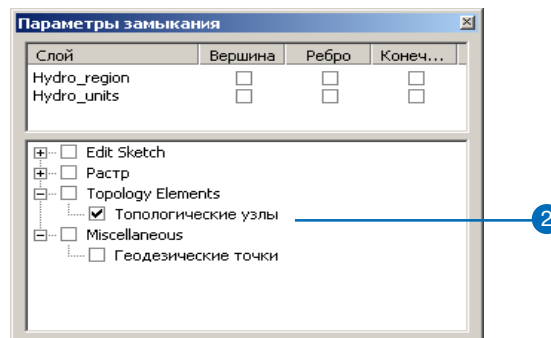 Параметры замыкания
Слой Вершина Ребро Конеч...
Hydro_region
Hydro_units
Edit Sketch
Растр
Topology Elements
Топологические узлы
2
Miscellaneous
Геодезические точки